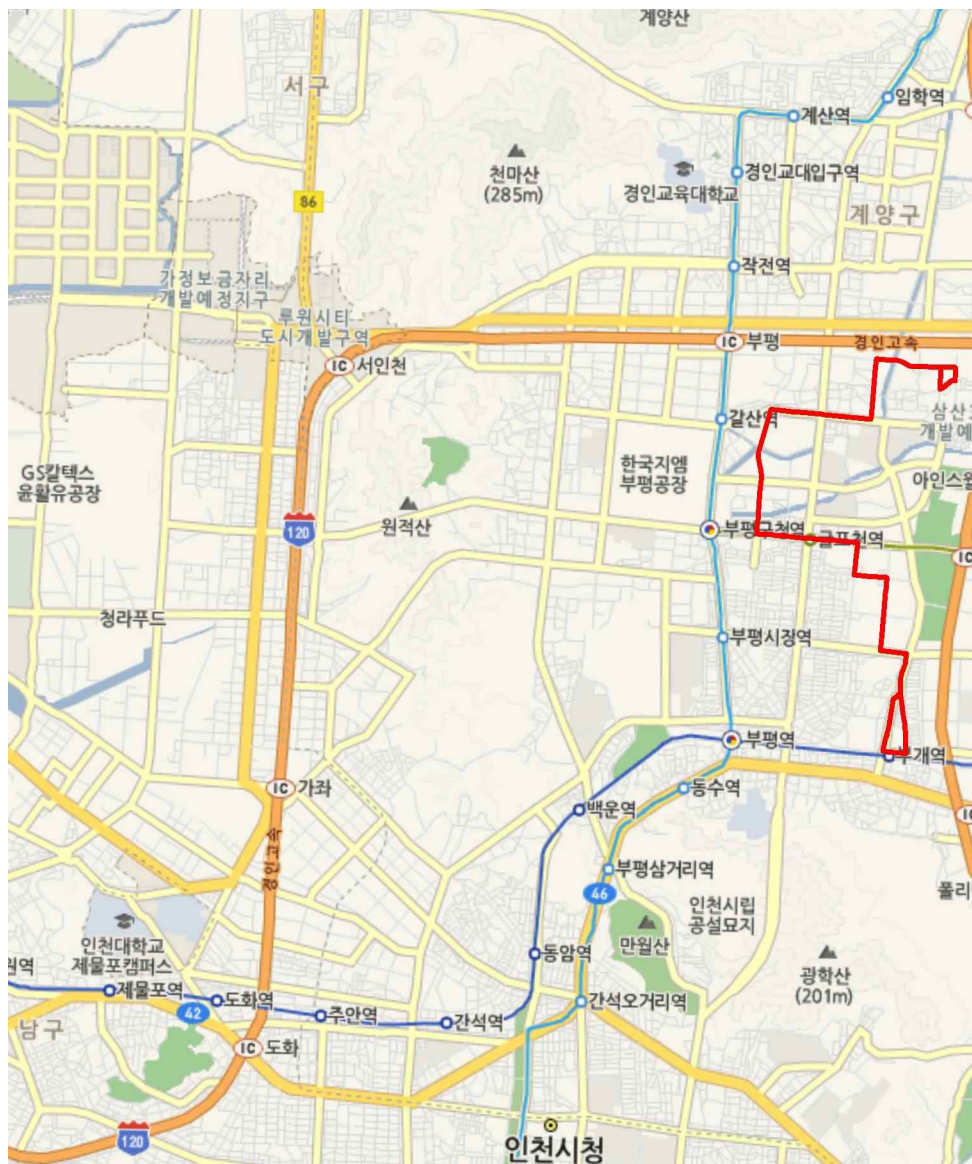 계양산
서구
임학역
계산역
천마산
(285m)
경인교육대학교
경인교대입구역
86
계양구
가정보금자리
개발예정지구
작전역
루원시티
도시개발구역
IC 부평
경인고속
IC 서인천
갈산역
한국지엠
부평공장
GS칼텍스
윤활유공장
원적산
120
부평구청역
굴포천역
IC
청라푸드
부평시장역
부평역
부개역
IC 가좌
동수역
백운역
IC
경인고속
부평삼거리역
46
인천시립
공설묘지
만월산
인천대학교
제물포캠퍼스
동암역
광학산
(201m)
제물포역
도화역
42
주안역
간석역
간석오거리역
남구
IC 도화
120
인천시청